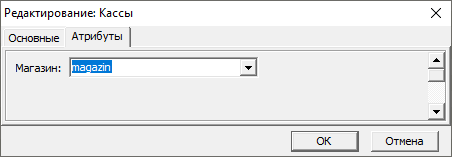 Редактирование: Кассы
Основные Атрибуты
Магазин: magazin
OK Отмена